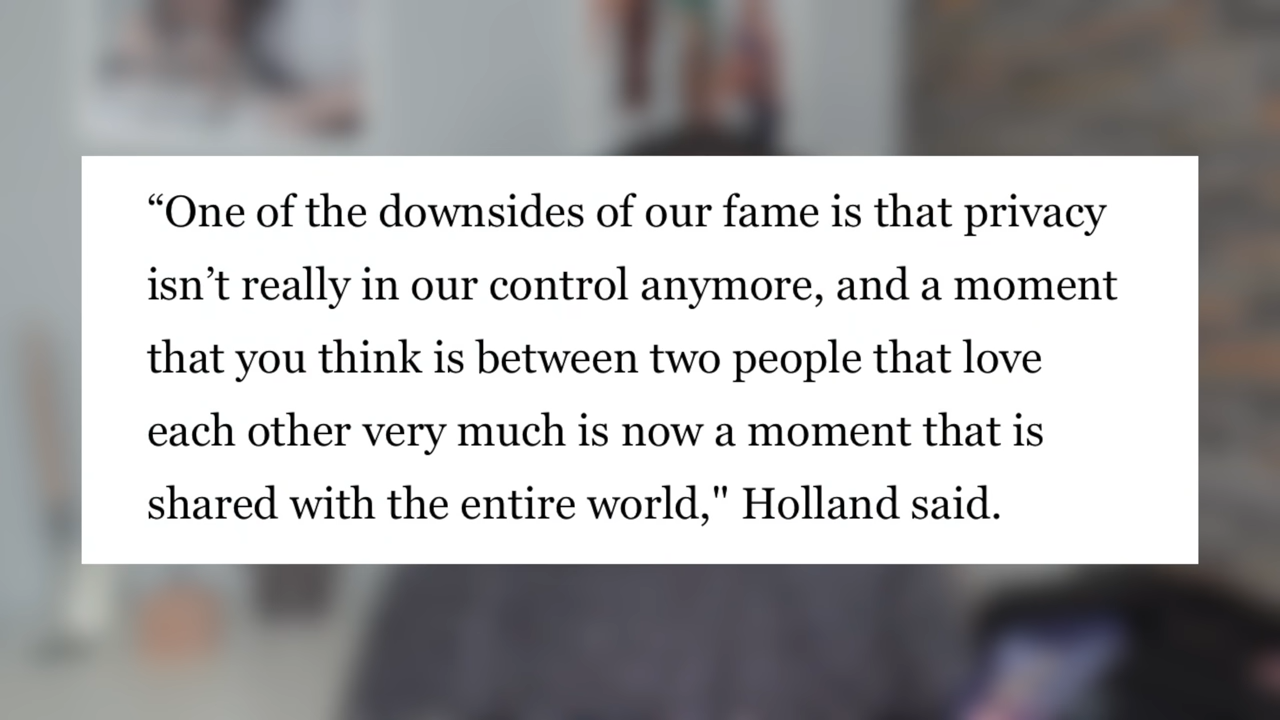 “One of the downsides of our fame is that privacy
isn’t really in our control anymore, and a moment
that you think is between two people that love
each other very much is now a moment that is
shared with the entire world," Holland said.